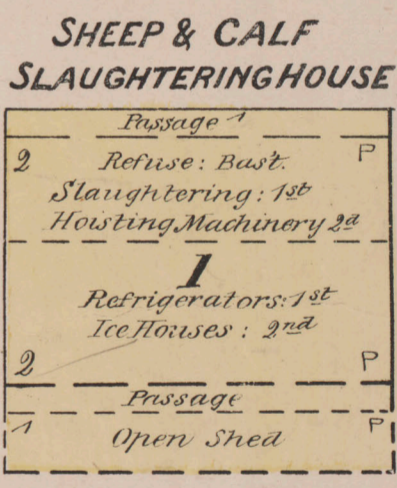 SHEEP & CALF
SLAUGHTERING HOUSE
Passage 1
2 Refuse: Bas't. P
Slaughtering: 1st
Hoisting Machinery 2d
1
Refrigerators: 1st
Ice Houses: 2nd
2 P
Passage
1 Open Shed P